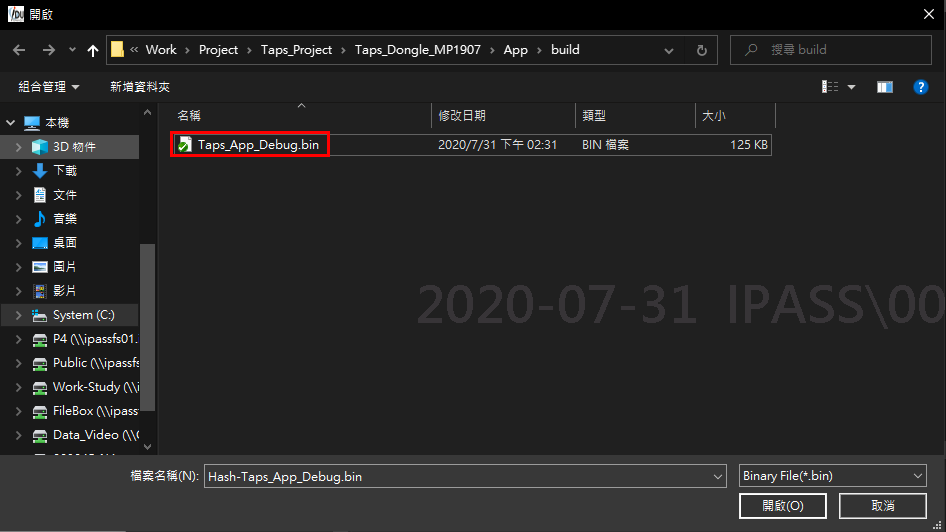 開啟
« Work › Project › Taps_Project › Taps_Dongle_MP1907 › App › build
搜尋 build
組合管理
新增資料夾
名稱
修改日期
類型
大小
Taps_App_Debug.bin
2020/7/31 下午 02:31
BIN 檔案
125 KB
本機
3D 物件
下載
文件
音樂
桌面
圖片
影片
System (C:)
P4 (\\ipassfs01.
Public (\\ipassfs
Work-Study (\\i
FileBox (\\ipass
Data_Video (\\
2020-07-31 IPASS\00
檔案名稱(N):
Hash-Taps_App_Debug.bin
Binary File(*.bin)
開啟(O)
取消